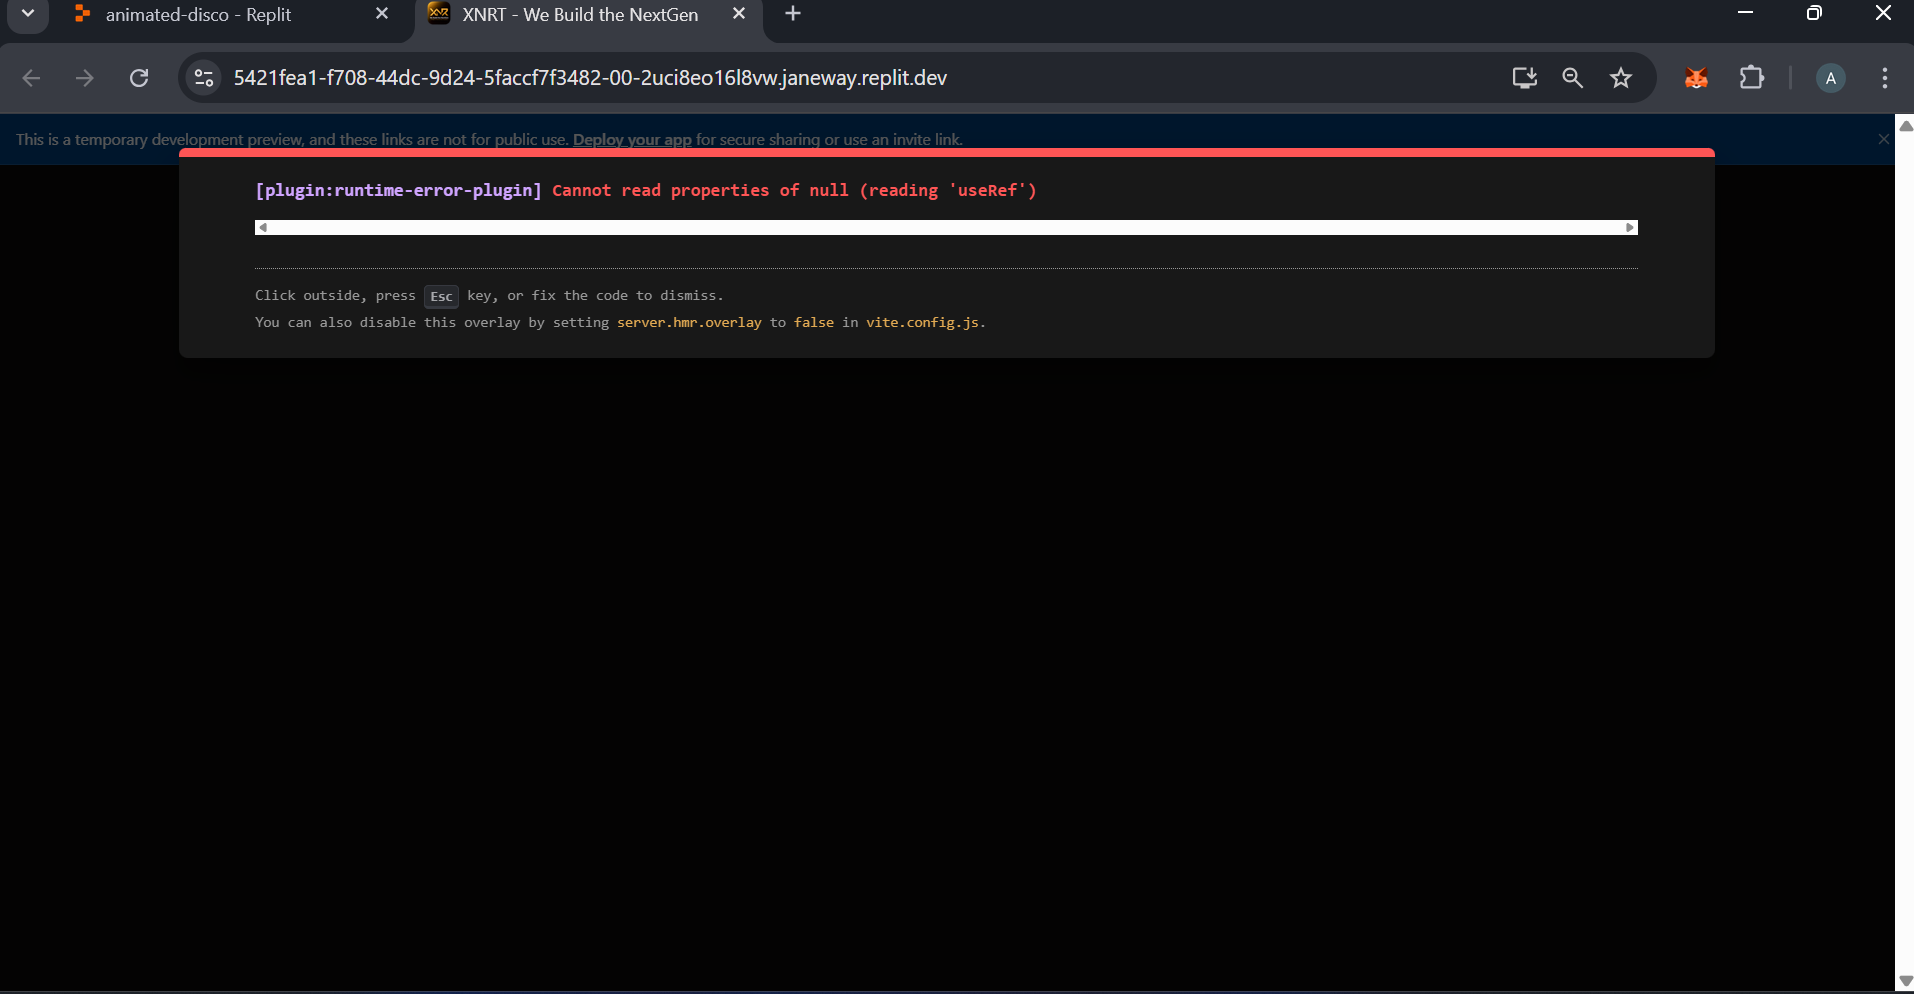 animated-disco - Replit
XNRT - We Build the NextGen
5421fea1-f708-44dc-9d24-5faccf7f3482-00-2uci8eo16l8vw.janeway.replit.dev
A
This is a temporary development preview, and these links are not for public use. Deploy your app for secure sharing or use an invite link.
[plugin:runtime-error-plugin] Cannot read properties of null (reading 'useRef')
Click outside, press Esc key, or fix the code to dismiss.
You can also disable this overlay by setting server.hmr.overlay to false in vite.config.js.